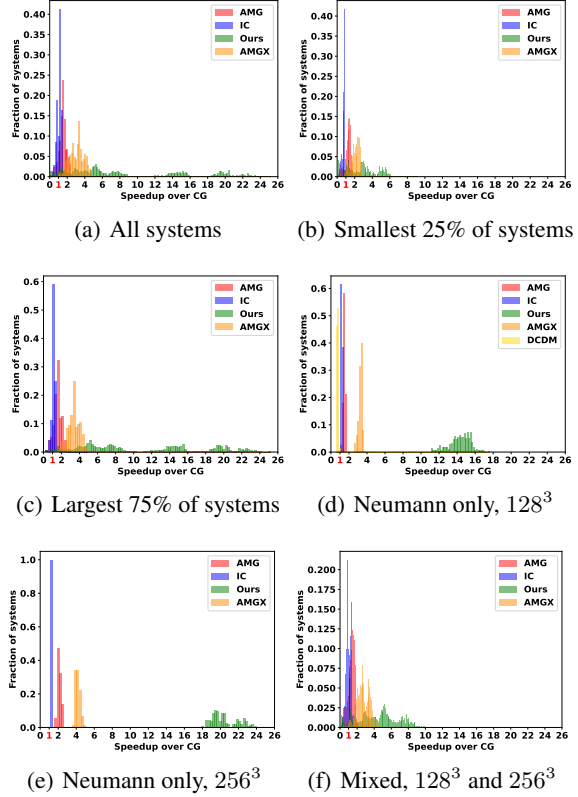 Fraction of systems
0.40
0.35
0.30
0.25
0.20
0.15
0.10
0.05
0.00
AMG
IC
Ours
AMGX
0 1 2 4 6 8 10 12 14 16 18 20 22 24 26
Speedup over CG
(a) All systems
Fraction of systems
0.40
0.35
0.30
0.25
0.20
0.15
0.10
0.05
0.00
AMG
IC
Ours
AMGX
0 1 2 4 6 8 10 12 14 16 18 20 22 24 26
Speedup over CG
(b) Smallest 25% of systems
Fraction of systems
0.6
0.5
0.4
0.3
0.2
0.1
0.0
AMG
IC
Ours
AMGX
0 1 2 4 6 8 10 12 14 16 18 20 22 24 26
Speedup over CG
(c) Largest 75% of systems
Fraction of systems
0.6
0.5
0.4
0.3
0.2
0.1
0.0
AMG
IC
Ours
AMGX
DCDM
0 1 2 4 6 8 10 12 14 16 18 20 22 24 26
Speedup over CG
(d) Neumann only, 128³
Fraction of systems
1.0
0.8
0.6
0.4
0.2
0.0
AMG
IC
Ours
AMGX
0 1 2 4 6 8 10 12 14 16 18 20 22 24 26
Speedup over CG
(e) Neumann only, 256³
Fraction of systems
0.200
0.175
0.150
0.125
0.100
0.075
0.050
0.025
0.000
AMG
IC
Ours
AMGX
0 1 2 4 6 8 10 12 14 16 18 20 22 24 26
Speedup over CG
(f) Mixed, 128³ and 256³